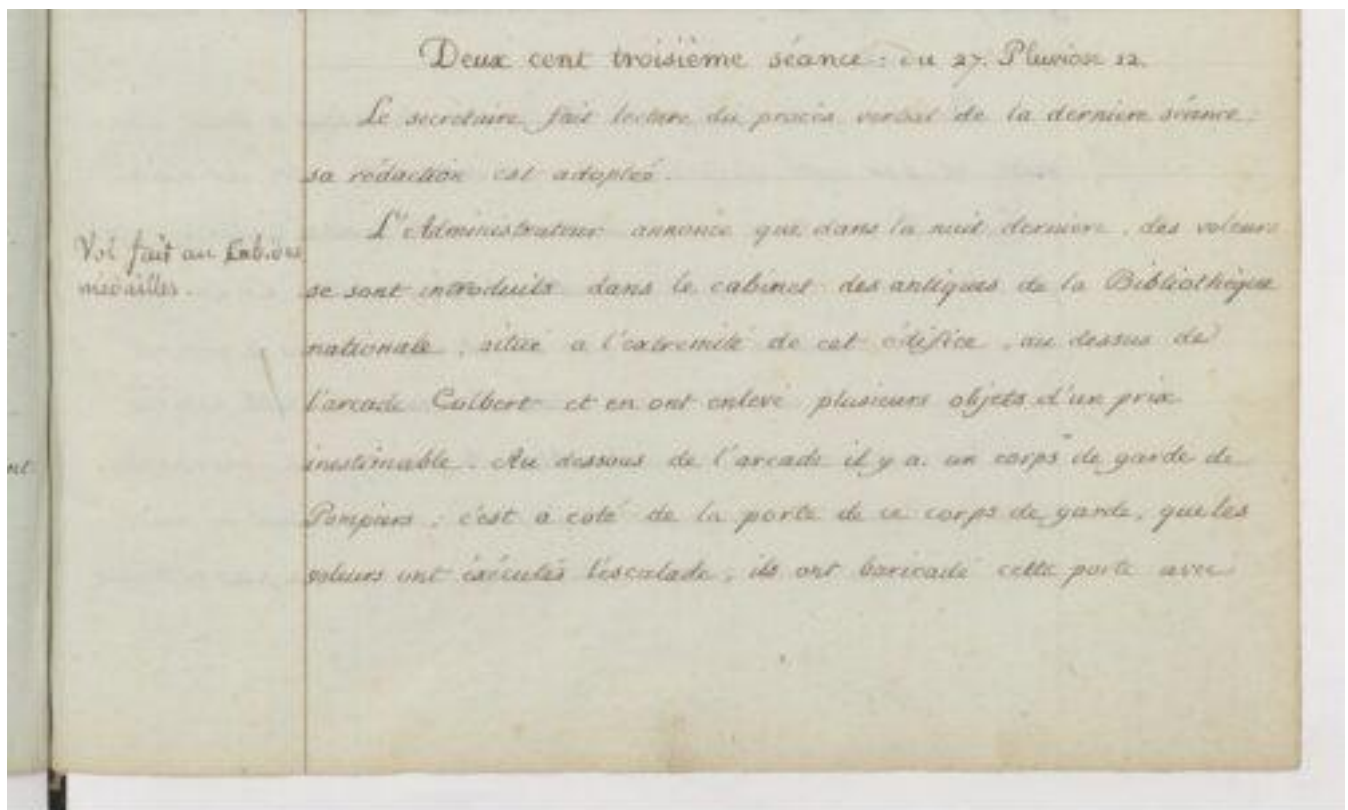 Deux cent troisième séance : du 27. Pluviose 12.
Le secrétaire fait lecture du procès verbal de la derniere séance :
sa rédaction est adoptée.
Vol fait au Cab. des
médailles.
L'Administrateur annonce que dans la nuit derniere, des voleurs
se sont introduits dans le cabinet des antiques de la Bibliothèque
nationale, situé a l'extremité de cet édifice, au dessus de
l'arcade Colbert et en ont enlevé plusieurs objets d'un prix
inestimable. Au dessous de l'arcade il y a un corps de garde de
Pompiers ; c'est a coté de la porte de ce corps de garde, que les
voleurs ont éxécutés l'escalade ; ils ont baricadé cette porte avec